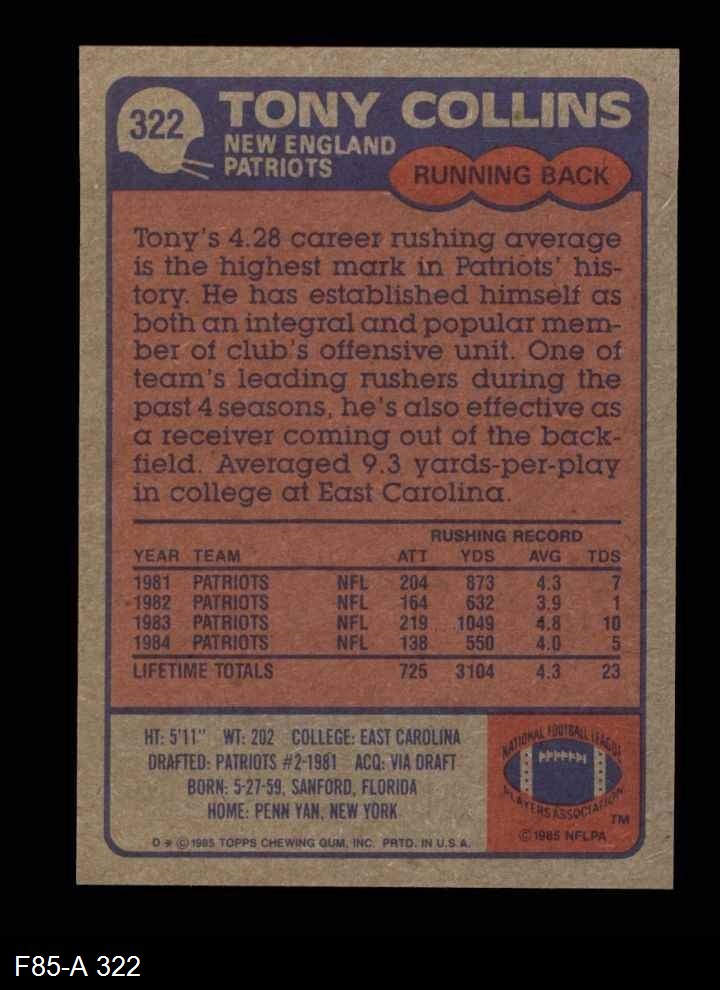 322
TONY COLLINS
NEW ENGLAND
PATRIOTS
RUNNING BACK
Tony's 4.28 career rushing average
is the highest mark in Patriots' his-
tory. He has established himself as
both an integral and popular mem-
ber of club's offensive unit. One of
team's leading rushers during the
past 4 seasons, he's also effective as
a receiver coming out of the back-
field. Averaged 9.3 yards-per-play
in college at East Carolina.
RUSHING RECORD
YEAR TEAM ATT YDS AVG TDS
1981 PATRIOTS NFL 204 873 4.3 7
1982 PATRIOTS NFL 164 632 3.9 1
1983 PATRIOTS NFL 219 1049 4.8 10
1984 PATRIOTS NFL 138 550 4.0 5
LIFETIME TOTALS 725 3104 4.3 23
HT: 5'11" WT: 202 COLLEGE: EAST CAROLINA
DRAFTED: PATRIOTS #2-1981 ACQ: VIA DRAFT
BORN: 5-27-59, SANFORD, FLORIDA
HOME: PENN YAN, NEW YORK
D * © 1985 TOPPS CHEWING GUM, INC. PRTD. IN U.S.A.
NATIONAL FOOTBALL LEAGUE
PLAYERS ASSOCIATION
TM
© 1985 NFLPA
F85-A 322